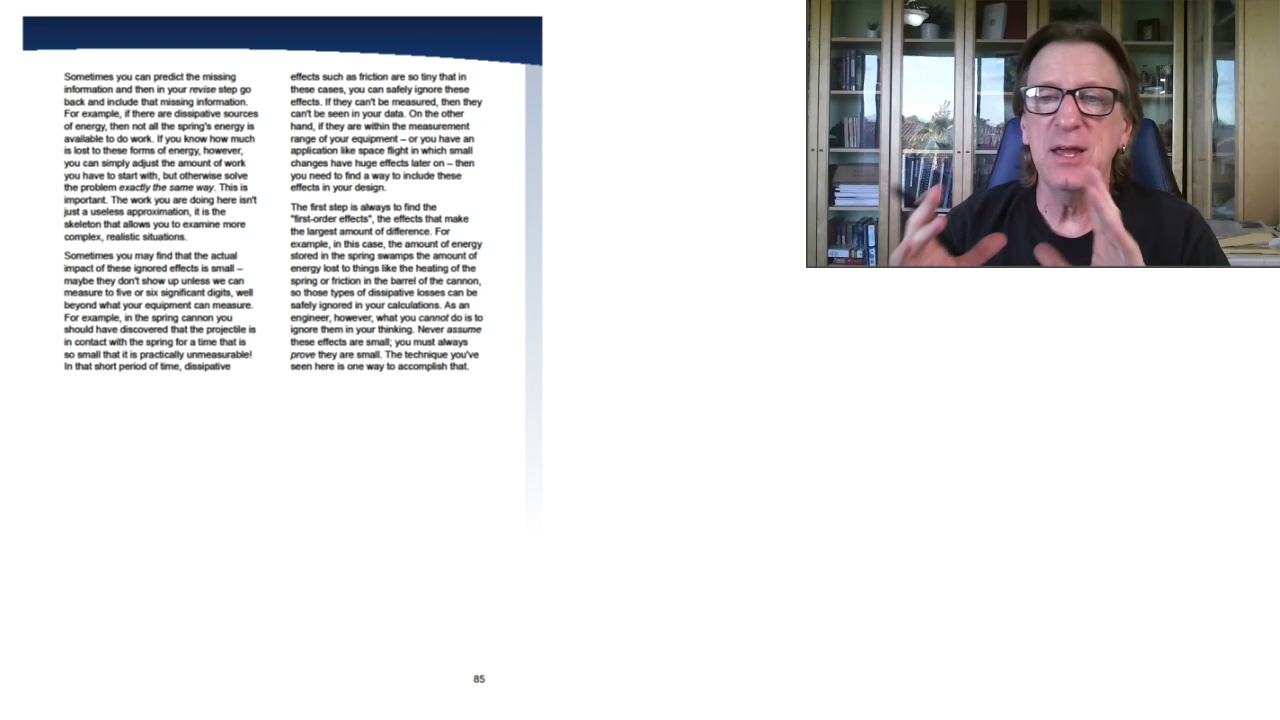 Sometimes you can predict the missing
information and then in your revise step go
back and include that missing information.
For example, if there are dissipative sources
of energy, then not all the spring's energy is
available to do work. If you know how much
is lost to these forms of energy, however,
you can simply adjust the amount of work
you have to start with, but otherwise solve
the problem exactly the same way. This is
important. The work you are doing here isn't
just a useless approximation, it is the
skeleton that allows you to examine more
complex, realistic situations.
Sometimes you may find that the actual
impact of these ignored effects is small –
maybe they don't show up unless we can
measure to five or six significant digits, well
beyond what your equipment can measure.
For example, in the spring cannon you
should have discovered that the projectile is
in contact with the spring for a time that is
so small that it is practically unmeasurable!
In that short period of time, dissipative
effects such as friction are so tiny that in
these cases, you can safely ignore these
effects. If they can't be measured, then they
can't be seen in your data. On the other
hand, if they are within the measurement
range of your equipment – or you have an
application like space flight in which small
changes have huge effects later on – then
you need to find a way to include these
effects in your design.
The first step is always to find the
"first-order effects", the effects that make
the largest amount of difference. For
example, in this case, the amount of energy
stored in the spring swamps the amount of
energy lost to things like the heating of the
spring or friction in the barrel of the cannon,
so those types of dissipative losses can be
safely ignored in your calculations. As an
engineer, however, what you cannot do is to
ignore them in your thinking. Never assume
these effects are small; you must always
prove they are small. The technique you've
seen here is one way to accomplish that.
85